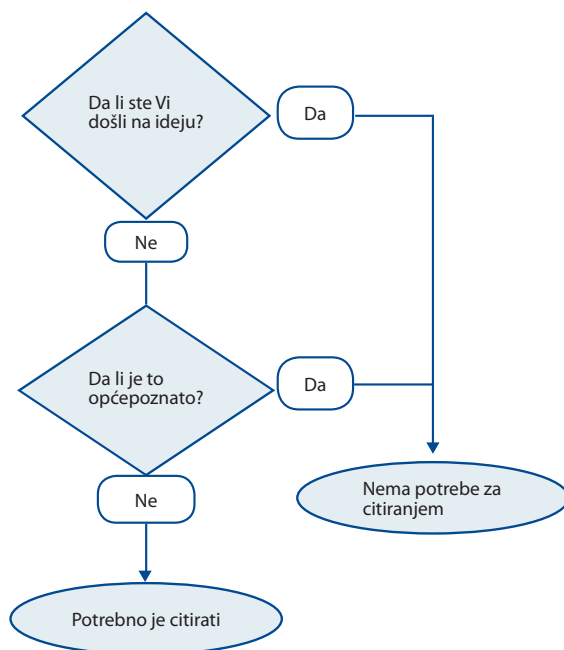 Da li ste Vi
došli na ideju?
Da
Ne
Da li je to
općepoznato?
Da
Ne
Nema potrebe za
citiranjem
Potrebno je citirati